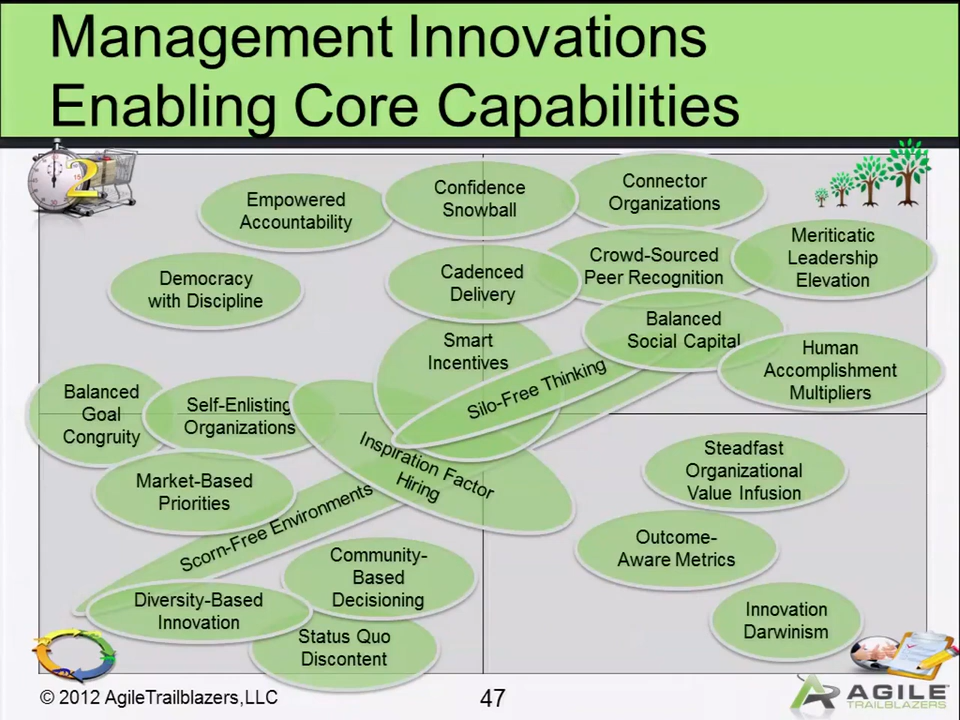 Management Innovations
Enabling Core Capabilities
2
Empowered
Accountability
Confidence
Snowball
Connector
Organizations
Democracy
with Discipline
Cadenced
Delivery
Crowd-Sourced
Peer Recognition
Meriticatic
Leadership
Elevation
Smart
Incentives
Balanced
Social Capital
Silo-Free Thinking
Human
Accomplishment
Multipliers
Balanced
Goal
Congruity
Self-Enlisting
Organizations
Inspiration Factor
Hiring
Market-Based
Priorities
Steadfast
Organizational
Value Infusion
Scorn-Free Environments
Outcome-
Aware Metrics
Community-
Based
Decisioning
Diversity-Based
Innovation
Innovation
Darwinism
Status Quo
Discontent
© 2012 AgileTrailblazers,LLC
47
AGILE
TRAILBLAZERS